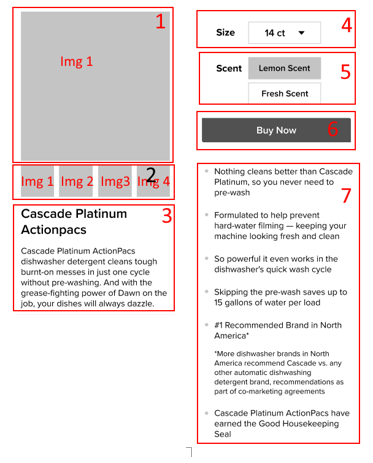 1
Img 1
2
Img 1 Img 2 Img3 Img 4
3
Cascade Platinum
Actionpacs
Cascade Platinum ActionPacs
dishwasher detergent cleans tough
burnt-on messes in just one cycle
without pre-washing. And with the
grease-fighting power of Dawn on the
job, your dishes will always dazzle.
4
Size 14 ct
5
Scent Lemon Scent
Fresh Scent
Buy Now 6
7
Nothing cleans better than Cascade
Platinum, so you never need to
pre-wash
Formulated to help prevent
hard-water filming — keeping your
machine looking fresh and clean
So powerful it even works in the
dishwasher's quick wash cycle
Skipping the pre-wash saves up to
15 gallons of water per load
#1 Recommended Brand in North
America*
*More dishwasher brands in North
America recommend Cascade vs. any
other automatic dishwashing
detergent brand, recommendations as
part of co-marketing agreements
Cascade Platinum ActionPacs have
earned the Good Housekeeping
Seal